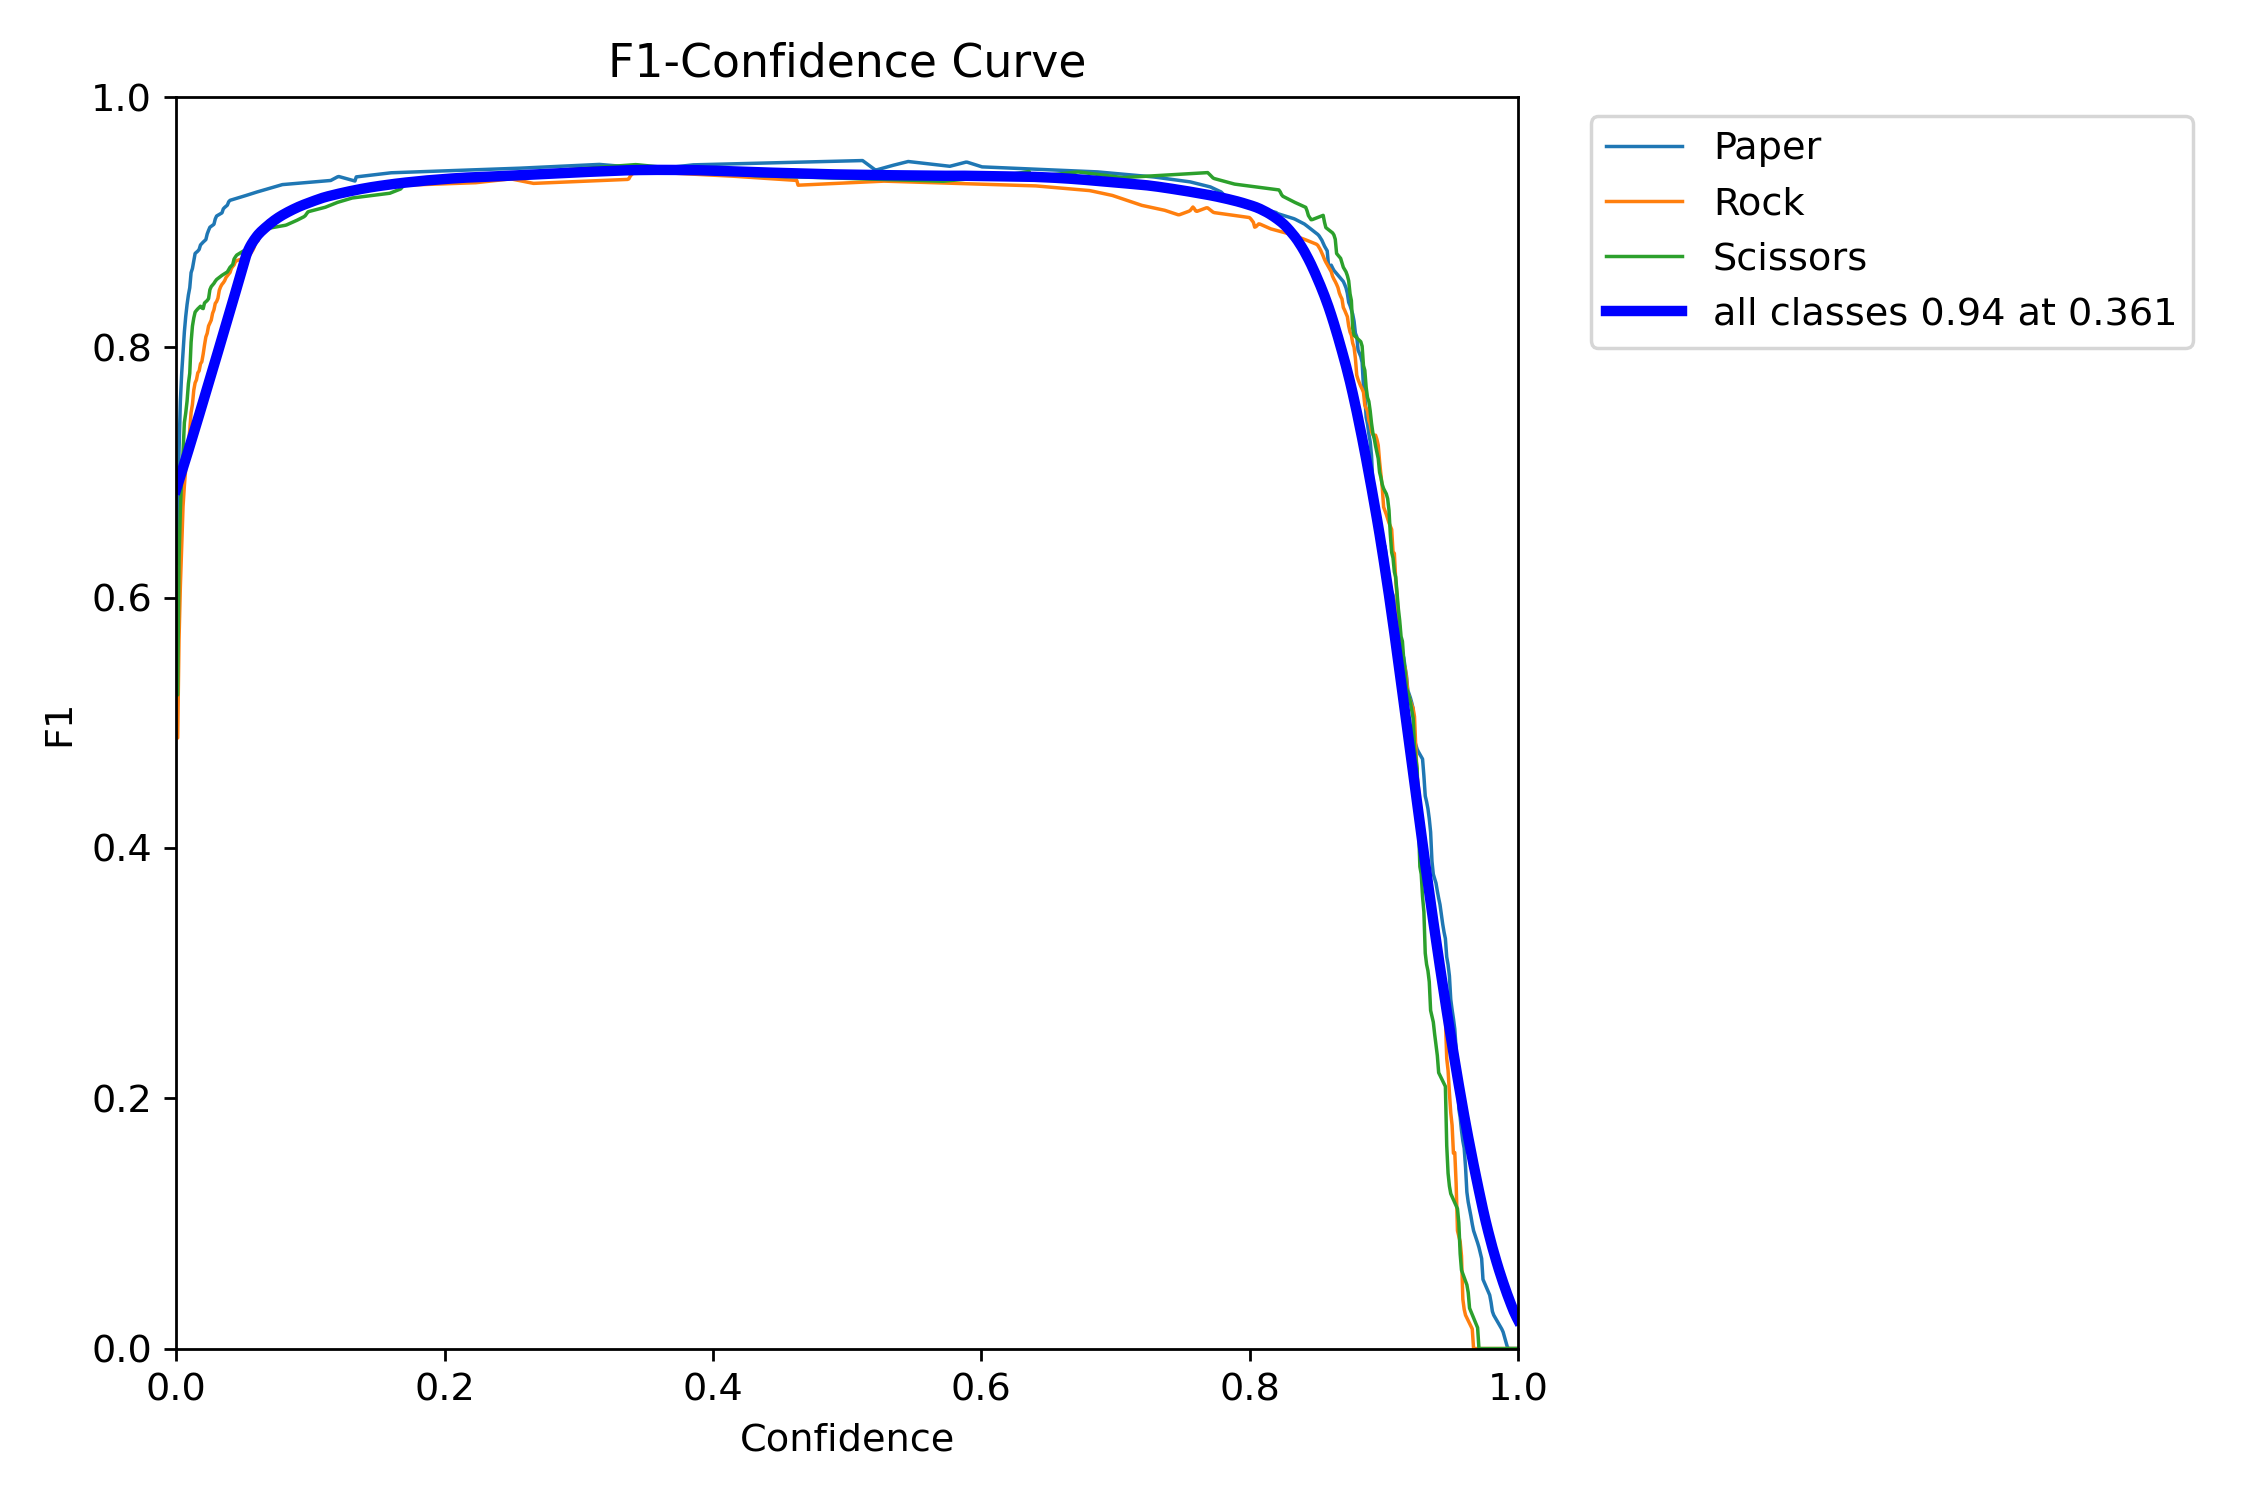 F1-Confidence Curve
1.0
0.8
0.6
0.4
0.2
0.0
F1
0.0 0.2 0.4 0.6 0.8 1.0
Confidence
Paper
Rock
Scissors
all classes 0.94 at 0.361